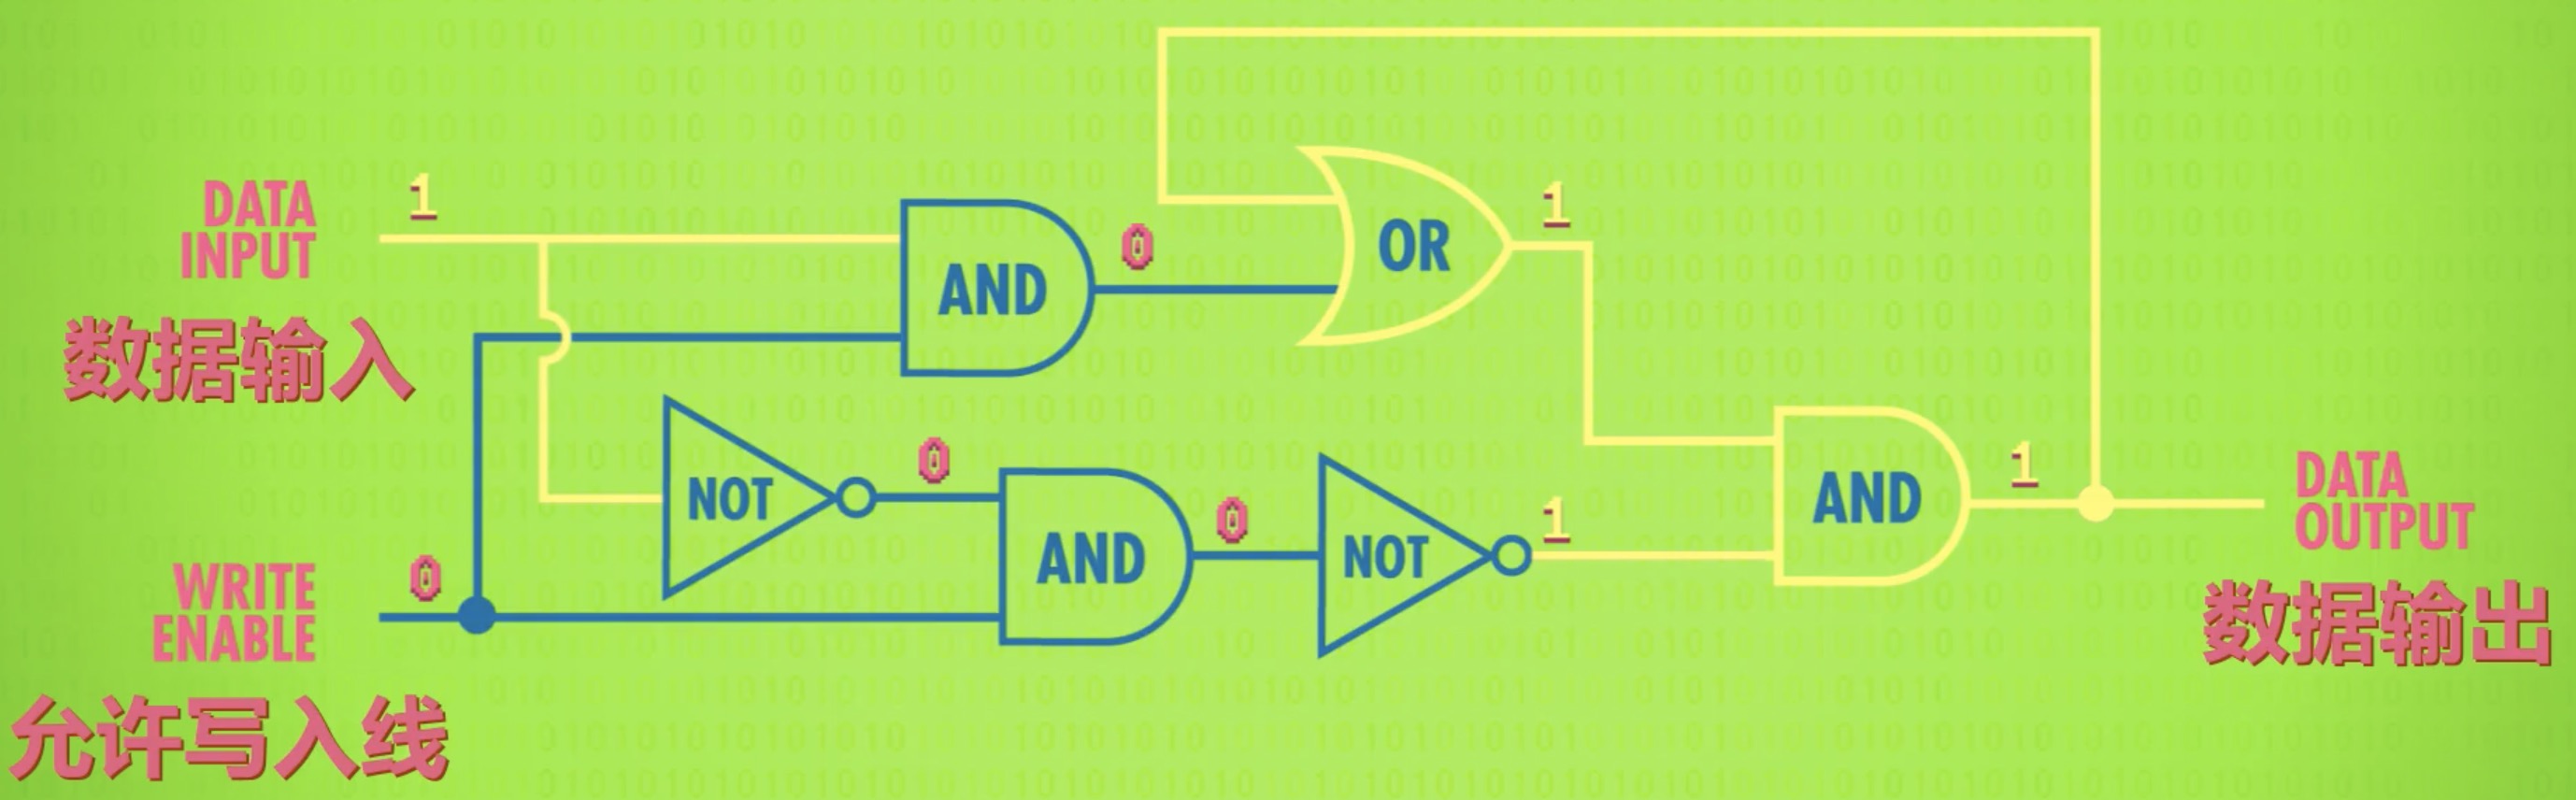 DATA
INPUT
数据输入
WRITE
ENABLE
允许写入线
1
0
AND
0
NOT
0
AND
0
NOT
1
OR
1
AND
1
DATA
OUTPUT
数据输出